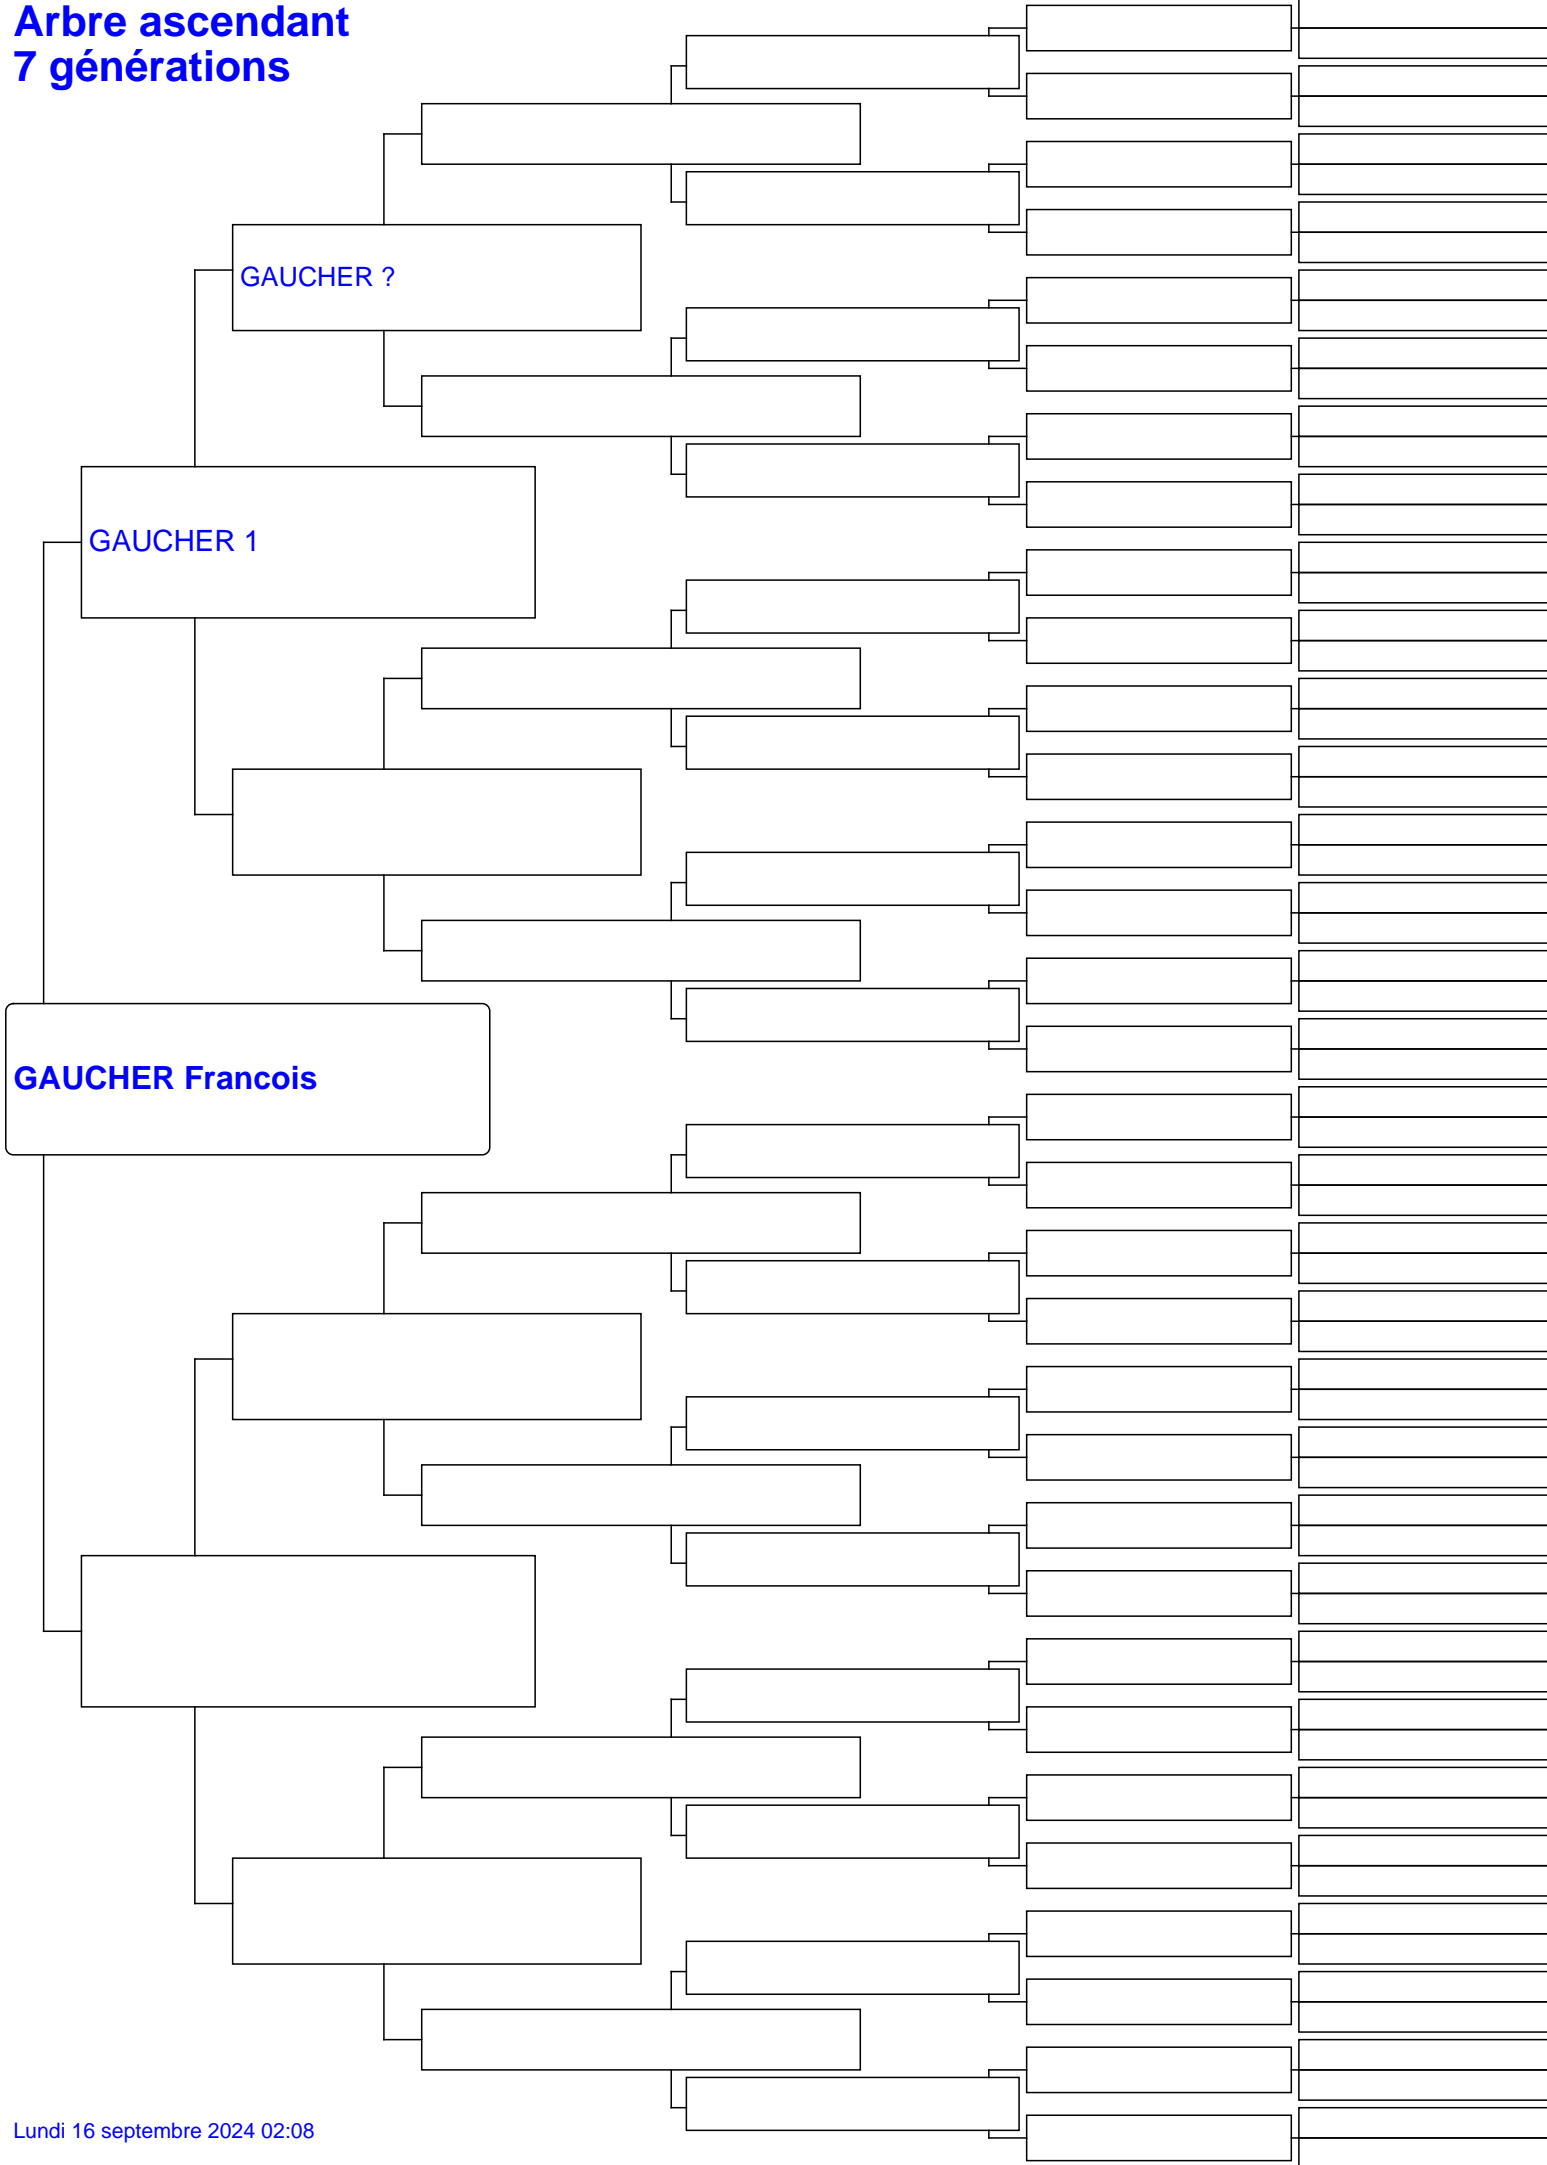 Arbre ascendant
7 générations
GAUCHER ?
GAUCHER 1
GAUCHER Francois
Lundi 16 septembre 2024 02:08